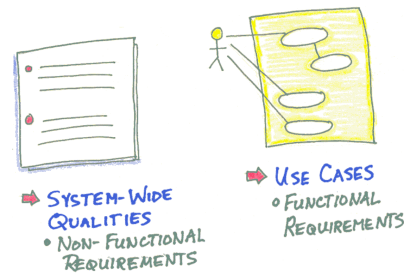 SYSTEM-WIDE
QUALITIES
• NON-FUNCTIONAL
REQUIREMENTS
USE CASES
• FUNCTIONAL
REQUIREMENTS